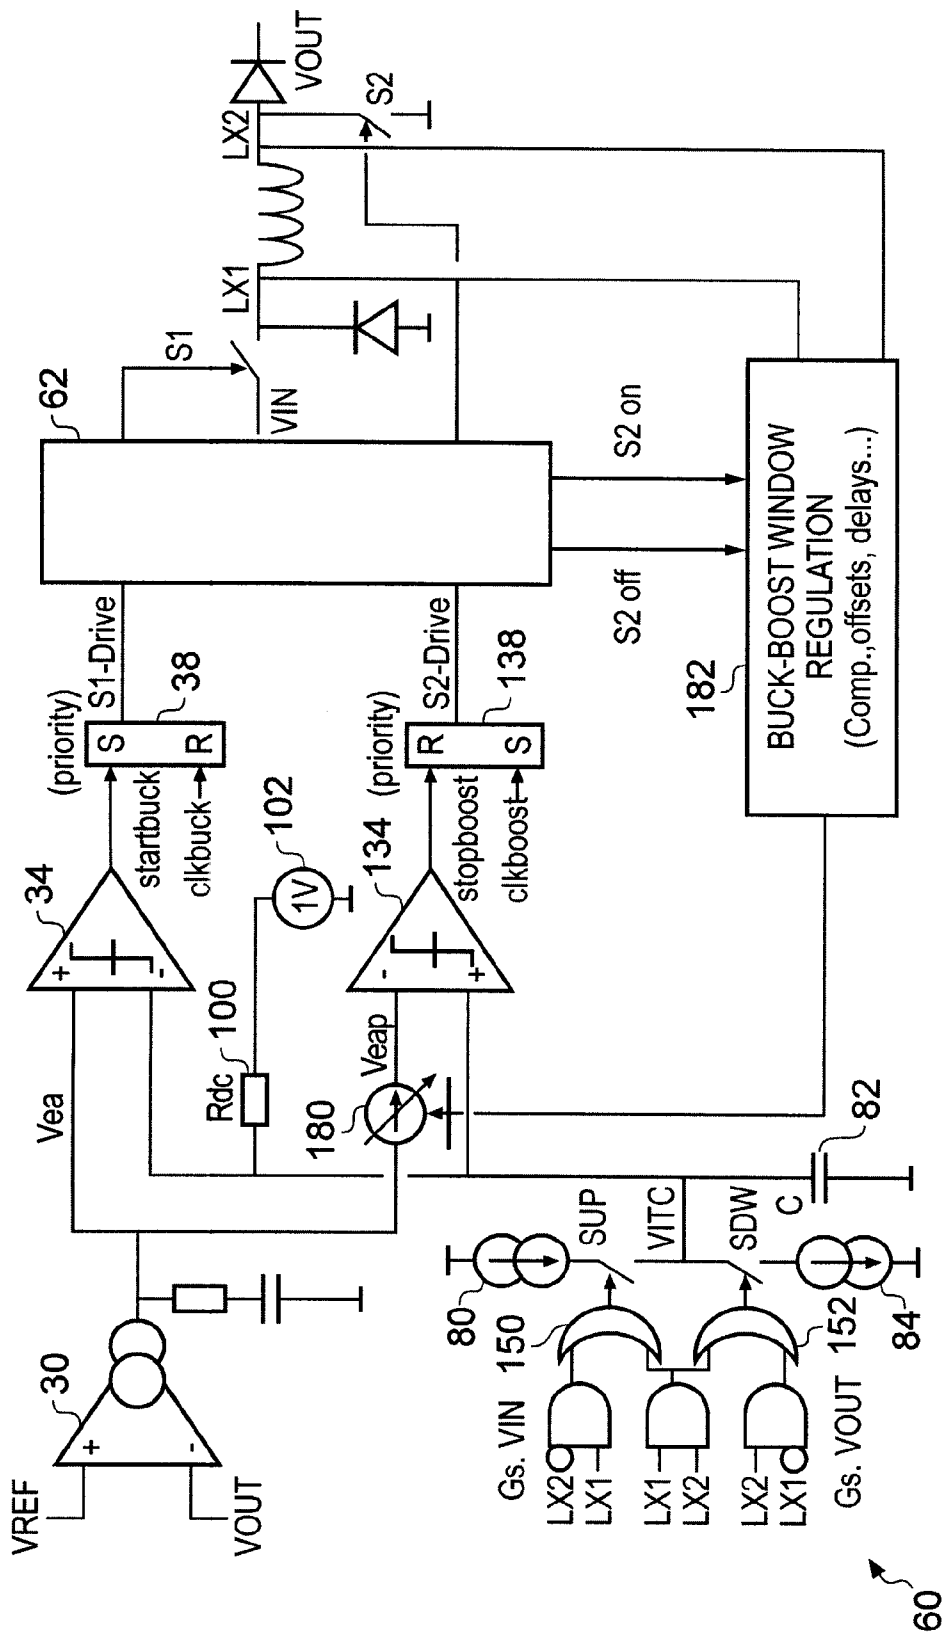 VREF
VOUT
+
-
30
Vea
34
+
-
(priority)
startbuck
S
R
clkbuck
38
S1-Drive
62
S1
VIN
LX1
LX2
VOUT
S2
Rdc
100
1V
102
180
Veap
134
-
+
(priority)
stopboost
R
S
clkboost
138
S2-Drive
S2 off
S2 on
182
BUCK-BOOST WINDOW
REGULATION
(Comp.,offsets, delays...)
Gs. VIN
LX2
LX1
LX1
LX2
LX2
LX1
Gs. VOUT
150
152
80
SUP
VITC
SDW
84
C
82
60